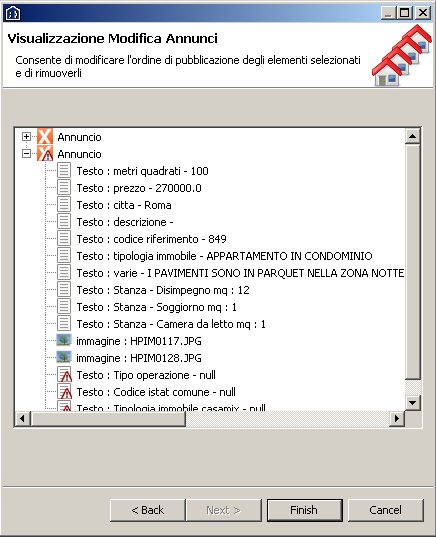 Visualizzazione Modifica Annunci
Consente di modificare l'ordine di pubblicazione degli elementi selezionati
e di rimuoverli
Annuncio
Annuncio
Testo : metri quadrati - 100
Testo : prezzo - 270000.0
Testo : citta - Roma
Testo : descrizione -
Testo : codice riferimento - 849
Testo : tipologia immobile - APPARTAMENTO IN CONDOMINIO
Testo : varie - I PAVIMENTI SONO IN PARQUET NELLA ZONA NOTTE
Testo : Stanza - Disimpegno mq : 12
Testo : Stanza - Soggiorno mq : 1
Testo : Stanza - Camera da letto mq : 1
immagine : HPIM0117.JPG
immagine : HPIM0128.JPG
Testo : Tipo operazione - null
Testo : Codice istat comune - null
Testo : Tipologia immobile casamix - null
< Back
Next >
Finish
Cancel